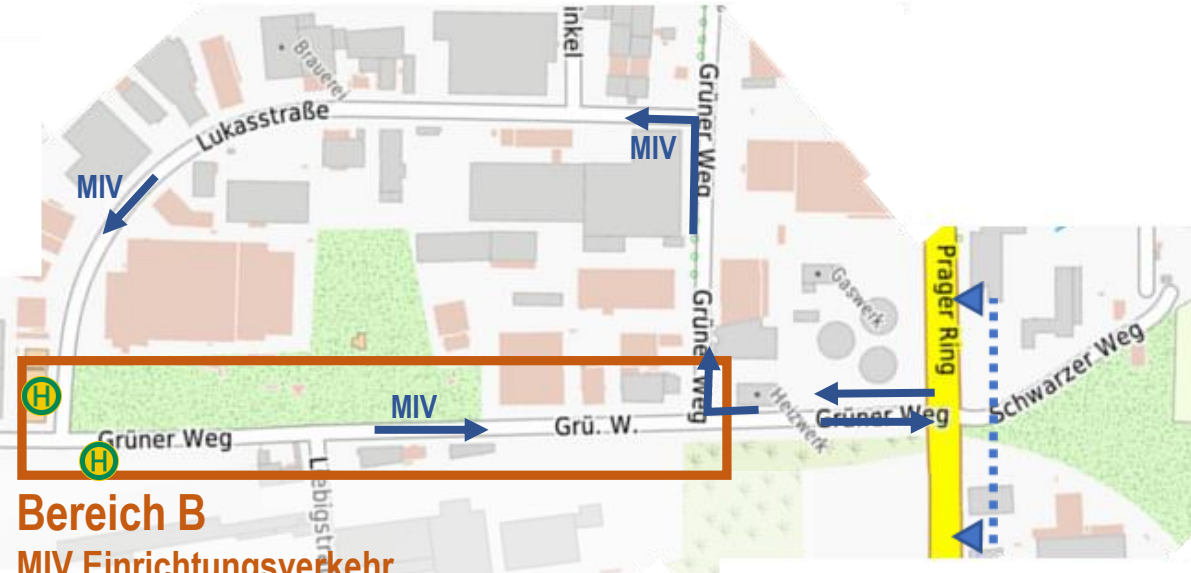 inkel
Brauerei
Grüner Weg
Lukasstraße
MIV
MIV
Prager Ring
Gaswerk
Grüner Weg
Schwarzer Weg
H
MIV
Heizwerk
Grüner Weg
Grü. W.
Grüner Weg
H
Bereich B
MIV Einrichtungsverkehr